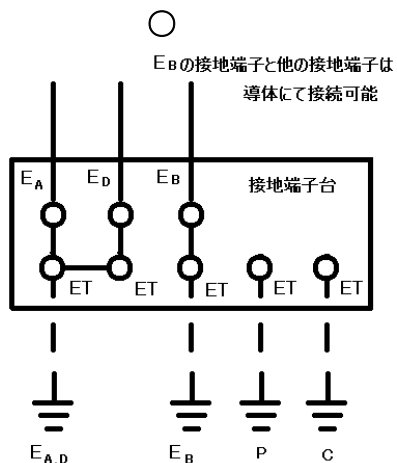 ○
EBの接地端子と他の接地端子は
導体にて接続可能
EA ED EB 接地端子台
ET ET ET ET ET
EA.D EB P C